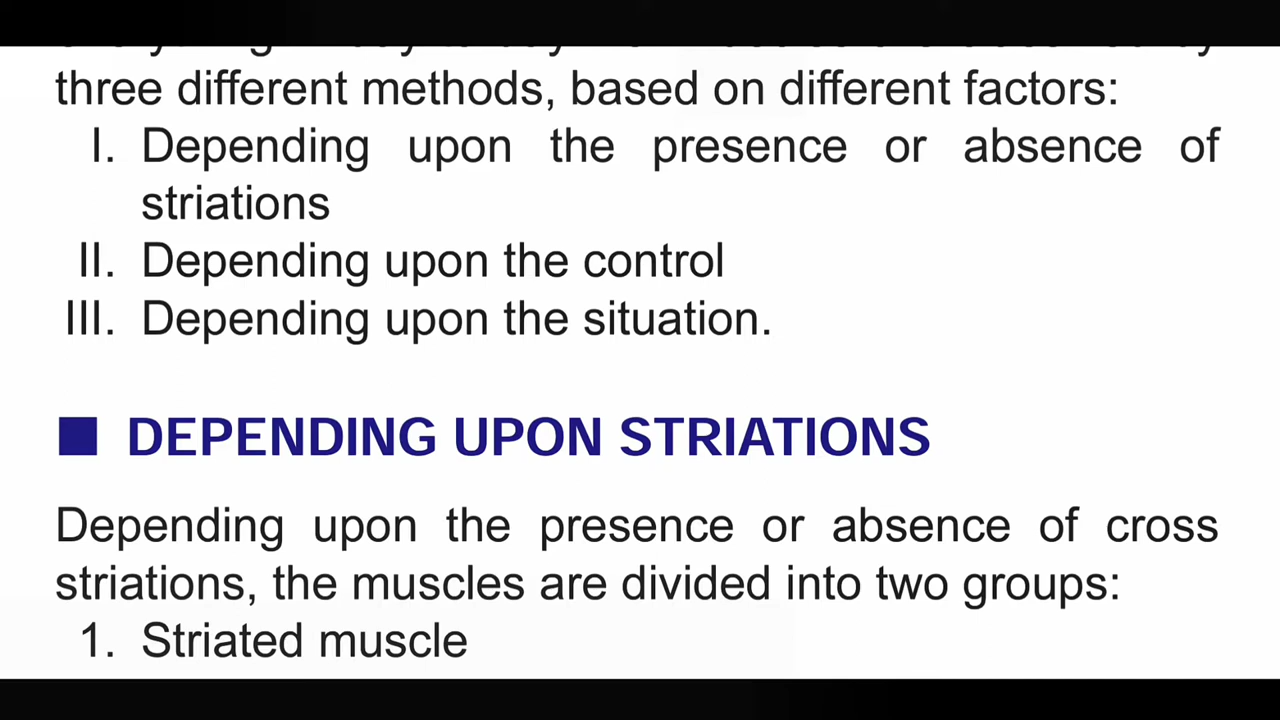 three different methods, based on different factors:
I. Depending upon the presence or absence of
striations
II. Depending upon the control
III. Depending upon the situation.
■ DEPENDING UPON STRIATIONS
Depending upon the presence or absence of cross
striations, the muscles are divided into two groups:
1. Striated muscle